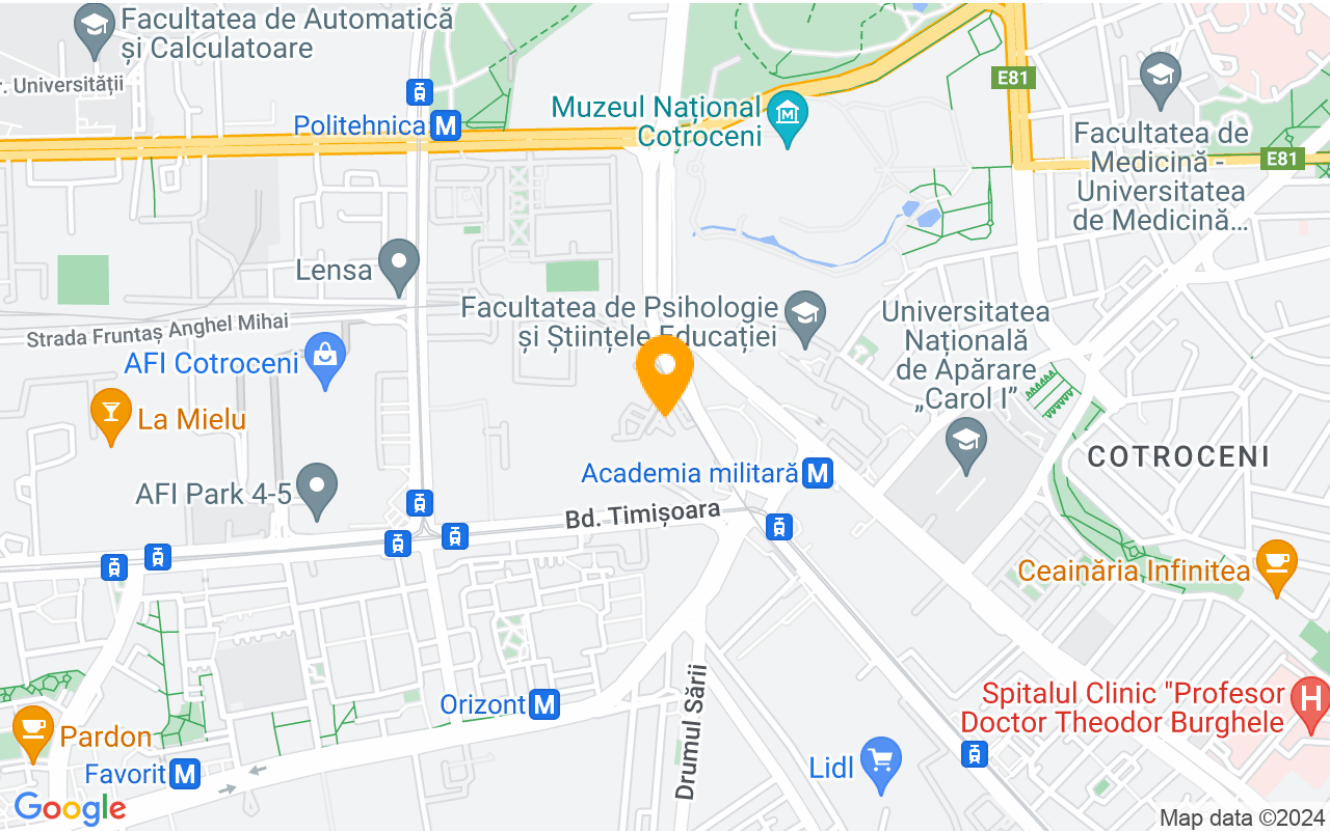 Facultatea de Automatică
și Calculatoare
r. Universității
E81
Muzeul Național
Cotroceni
Politehnica M
Facultatea de
Medicină -
Universitatea
de Medicină...
E81
Lensa
Facultatea de Psihologie
și Științele Educației
Universitatea
Națională
de Apărare
„Carol I”
Strada Fruntaș Anghel Mihai
AFI Cotroceni
La Mielu
COTROCENI
Academia militară M
AFI Park 4-5
Bd. Timișoara
Ceainăria Infinitea
Orizont M
Drumul Sării
Spitalul Clinic "Profesor
Doctor Theodor Burghele
H
Pardon
Favorit M
Lidl
Google
Map data ©2024